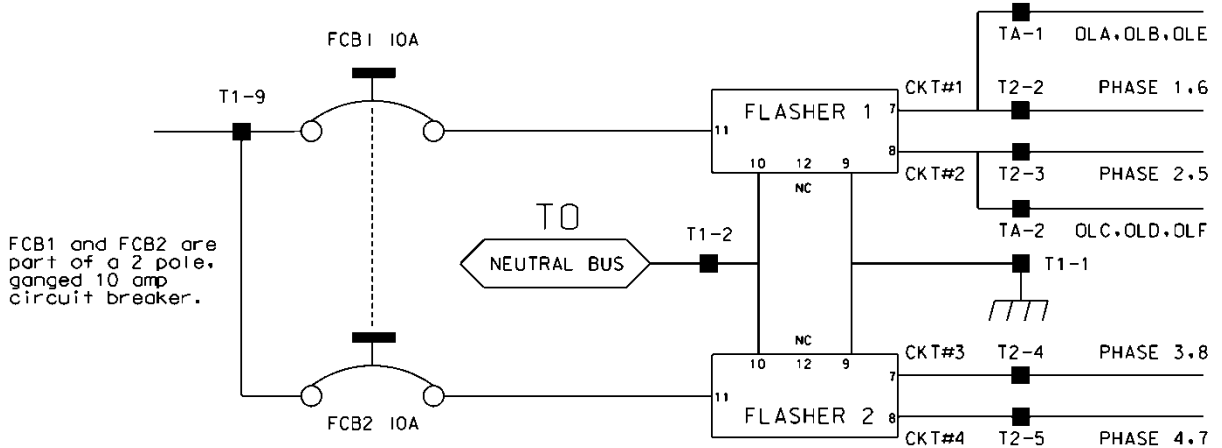 FCB1 10A
T1-9
TA-1 OLA,OLB,OLE
CKT#1 T2-2 PHASE 1,6
FLASHER 1
7
11
8
10 12 9
NC
CKT#2 T2-3 PHASE 2,5
TA-2 OLC,OLD,OLF
TO
NEUTRAL BUS
T1-2
T1-1
FCB1 and FCB2 are
part of a 2 pole,
ganged 10 amp
circuit breaker.
NC
10 12 9
CKT#3 T2-4 PHASE 3,8
7
11
FLASHER 2
8
CKT#4 T2-5 PHASE 4,7
FCB2 10A